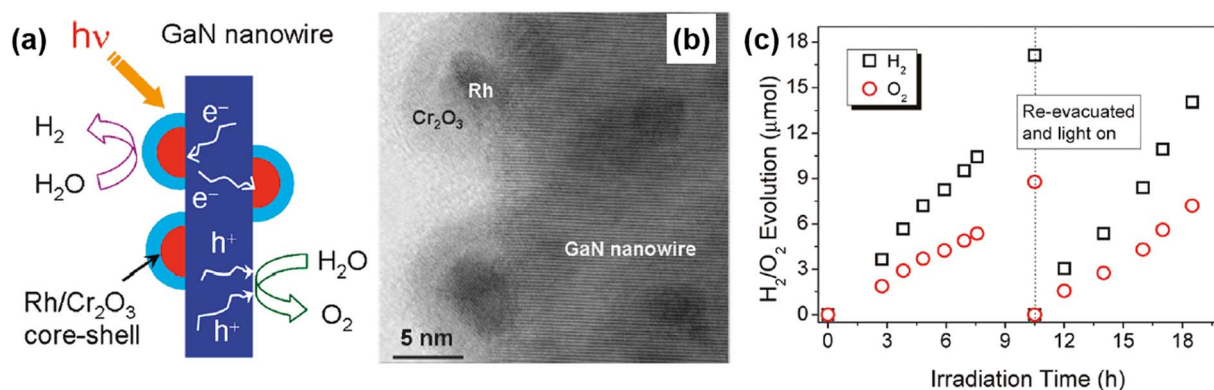 (a)
hν
GaN nanowire
e⁻
H₂
H₂O
e⁻
h⁺
H₂O
Rh/Cr₂O₃
core-shell
h⁺
O₂
(b)
Rh
Cr₂O₃
GaN nanowire
5 nm
(c)
H₂/O₂ Evolution (μmol)
18
15
12
9
6
3
0
H₂
O₂
Re-evacuated
and light on
0
3
6
9
12
15
18
Irradiation Time (h)